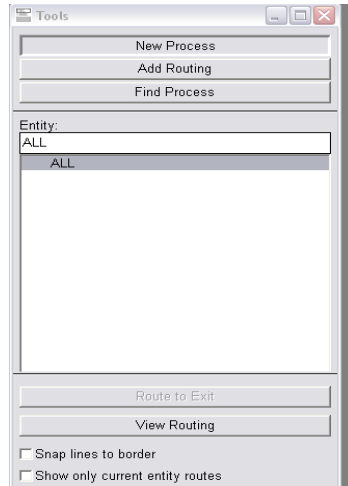 Tools
New Process
Add Routing
Find Process
Entity:
ALL
ALL
Route to Exit
View Routing
Snap lines to border
Show only current entity routes